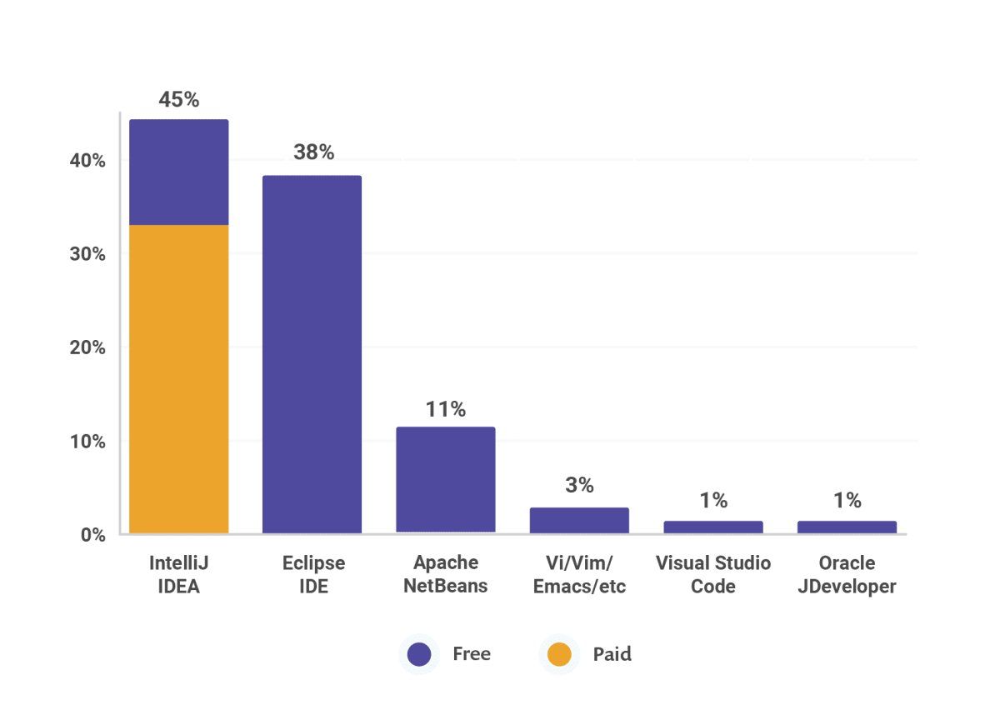 45%
40%
38%
30%
20%
11%
10%
3%
1%
1%
0%
IntelliJ
IDEA
Eclipse
IDE
Apache
NetBeans
Vi/Vim/
Emacs/etc
Visual Studio
Code
Oracle
JDeveloper
Free
Paid